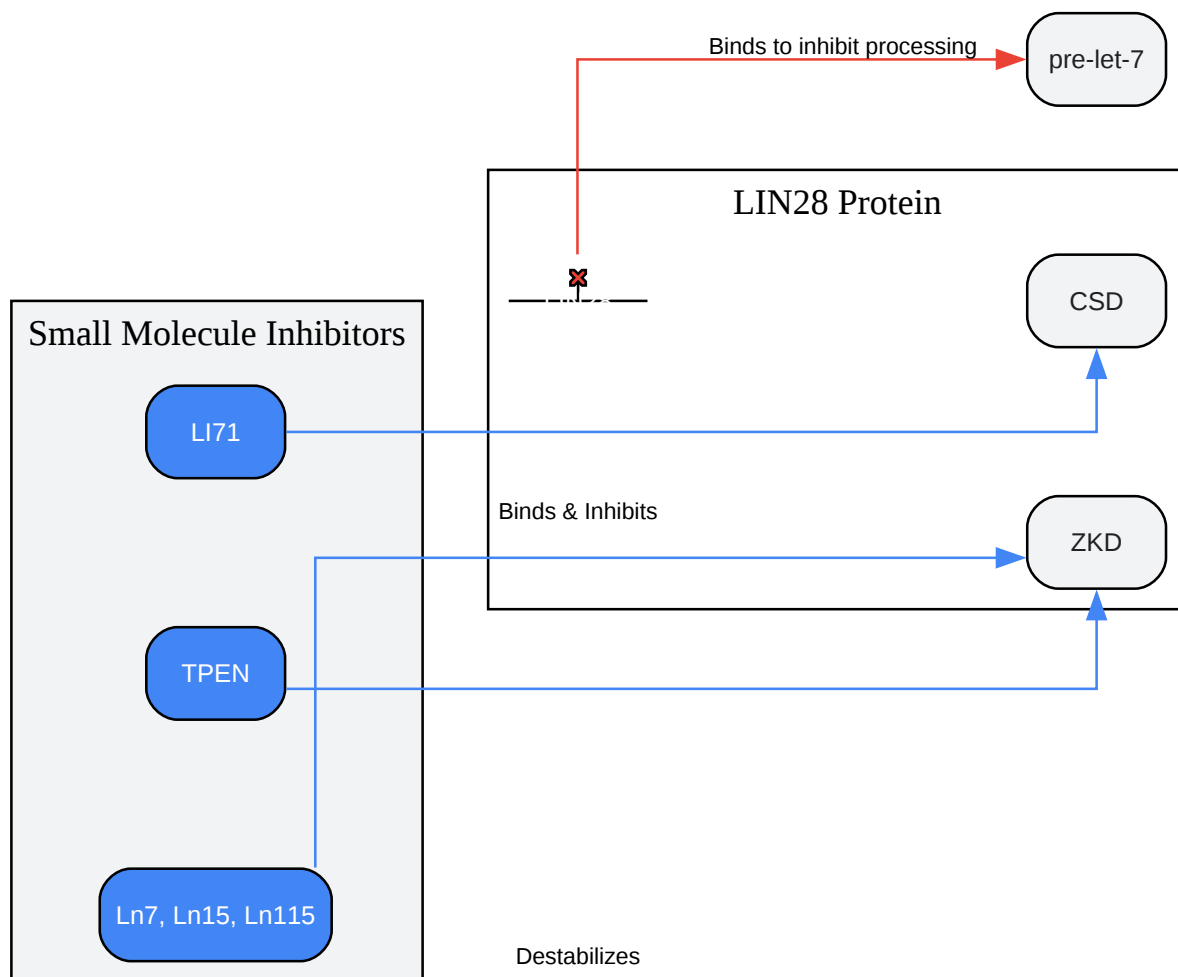 Binds to inhibit processing
pre-let-7
LIN28 Protein
CSD
Small Molecule Inhibitors
LI71
Binds & Inhibits
ZKD
TPEN
Ln7, Ln15, Ln115
Destabilizes